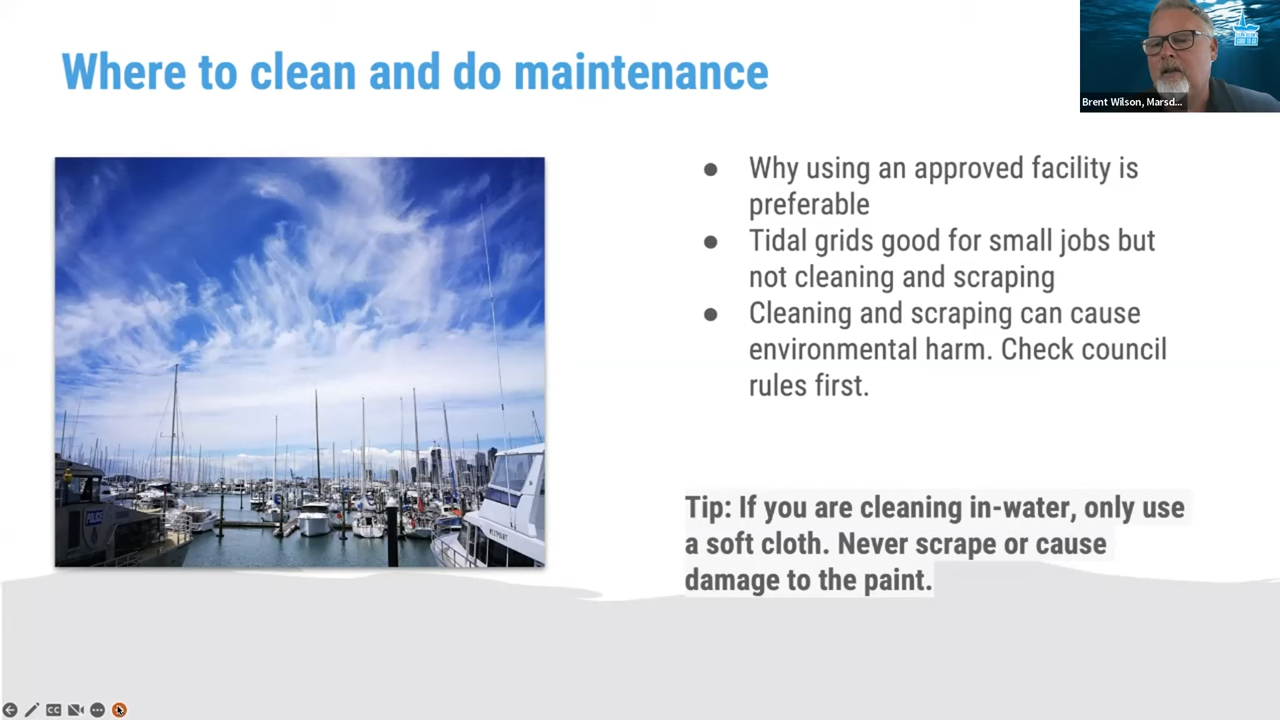 Where to clean and do maintenance
Brent Wilson, Marsd...
● Why using an approved facility is
preferable
● Tidal grids good for small jobs but
not cleaning and scraping
● Cleaning and scraping can cause
environmental harm. Check council
rules first.
POLICE
Tip: If you are cleaning in-water, only use
a soft cloth. Never scrape or cause
damage to the paint.
CC